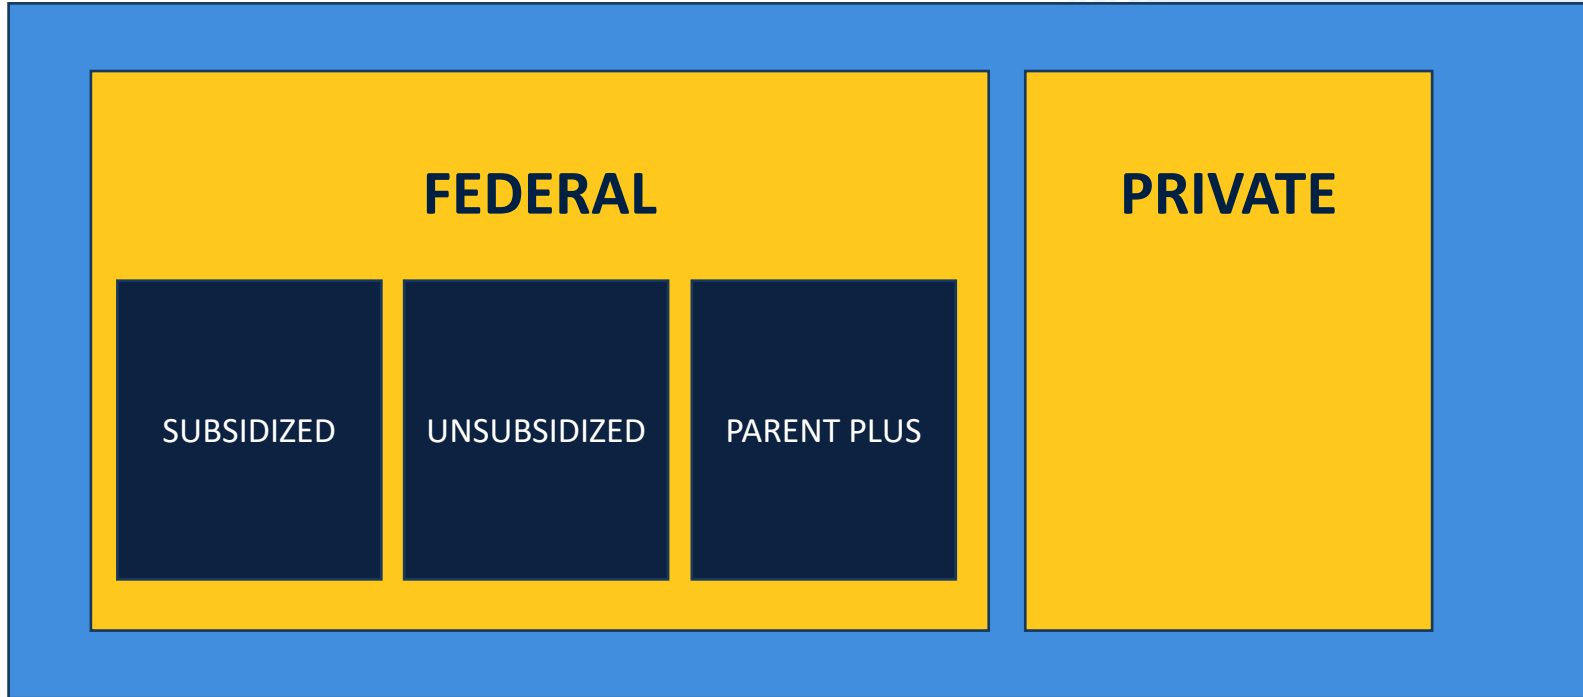 FEDERAL
SUBSIDIZED
UNSUBSIDIZED
PARENT PLUS
PRIVATE